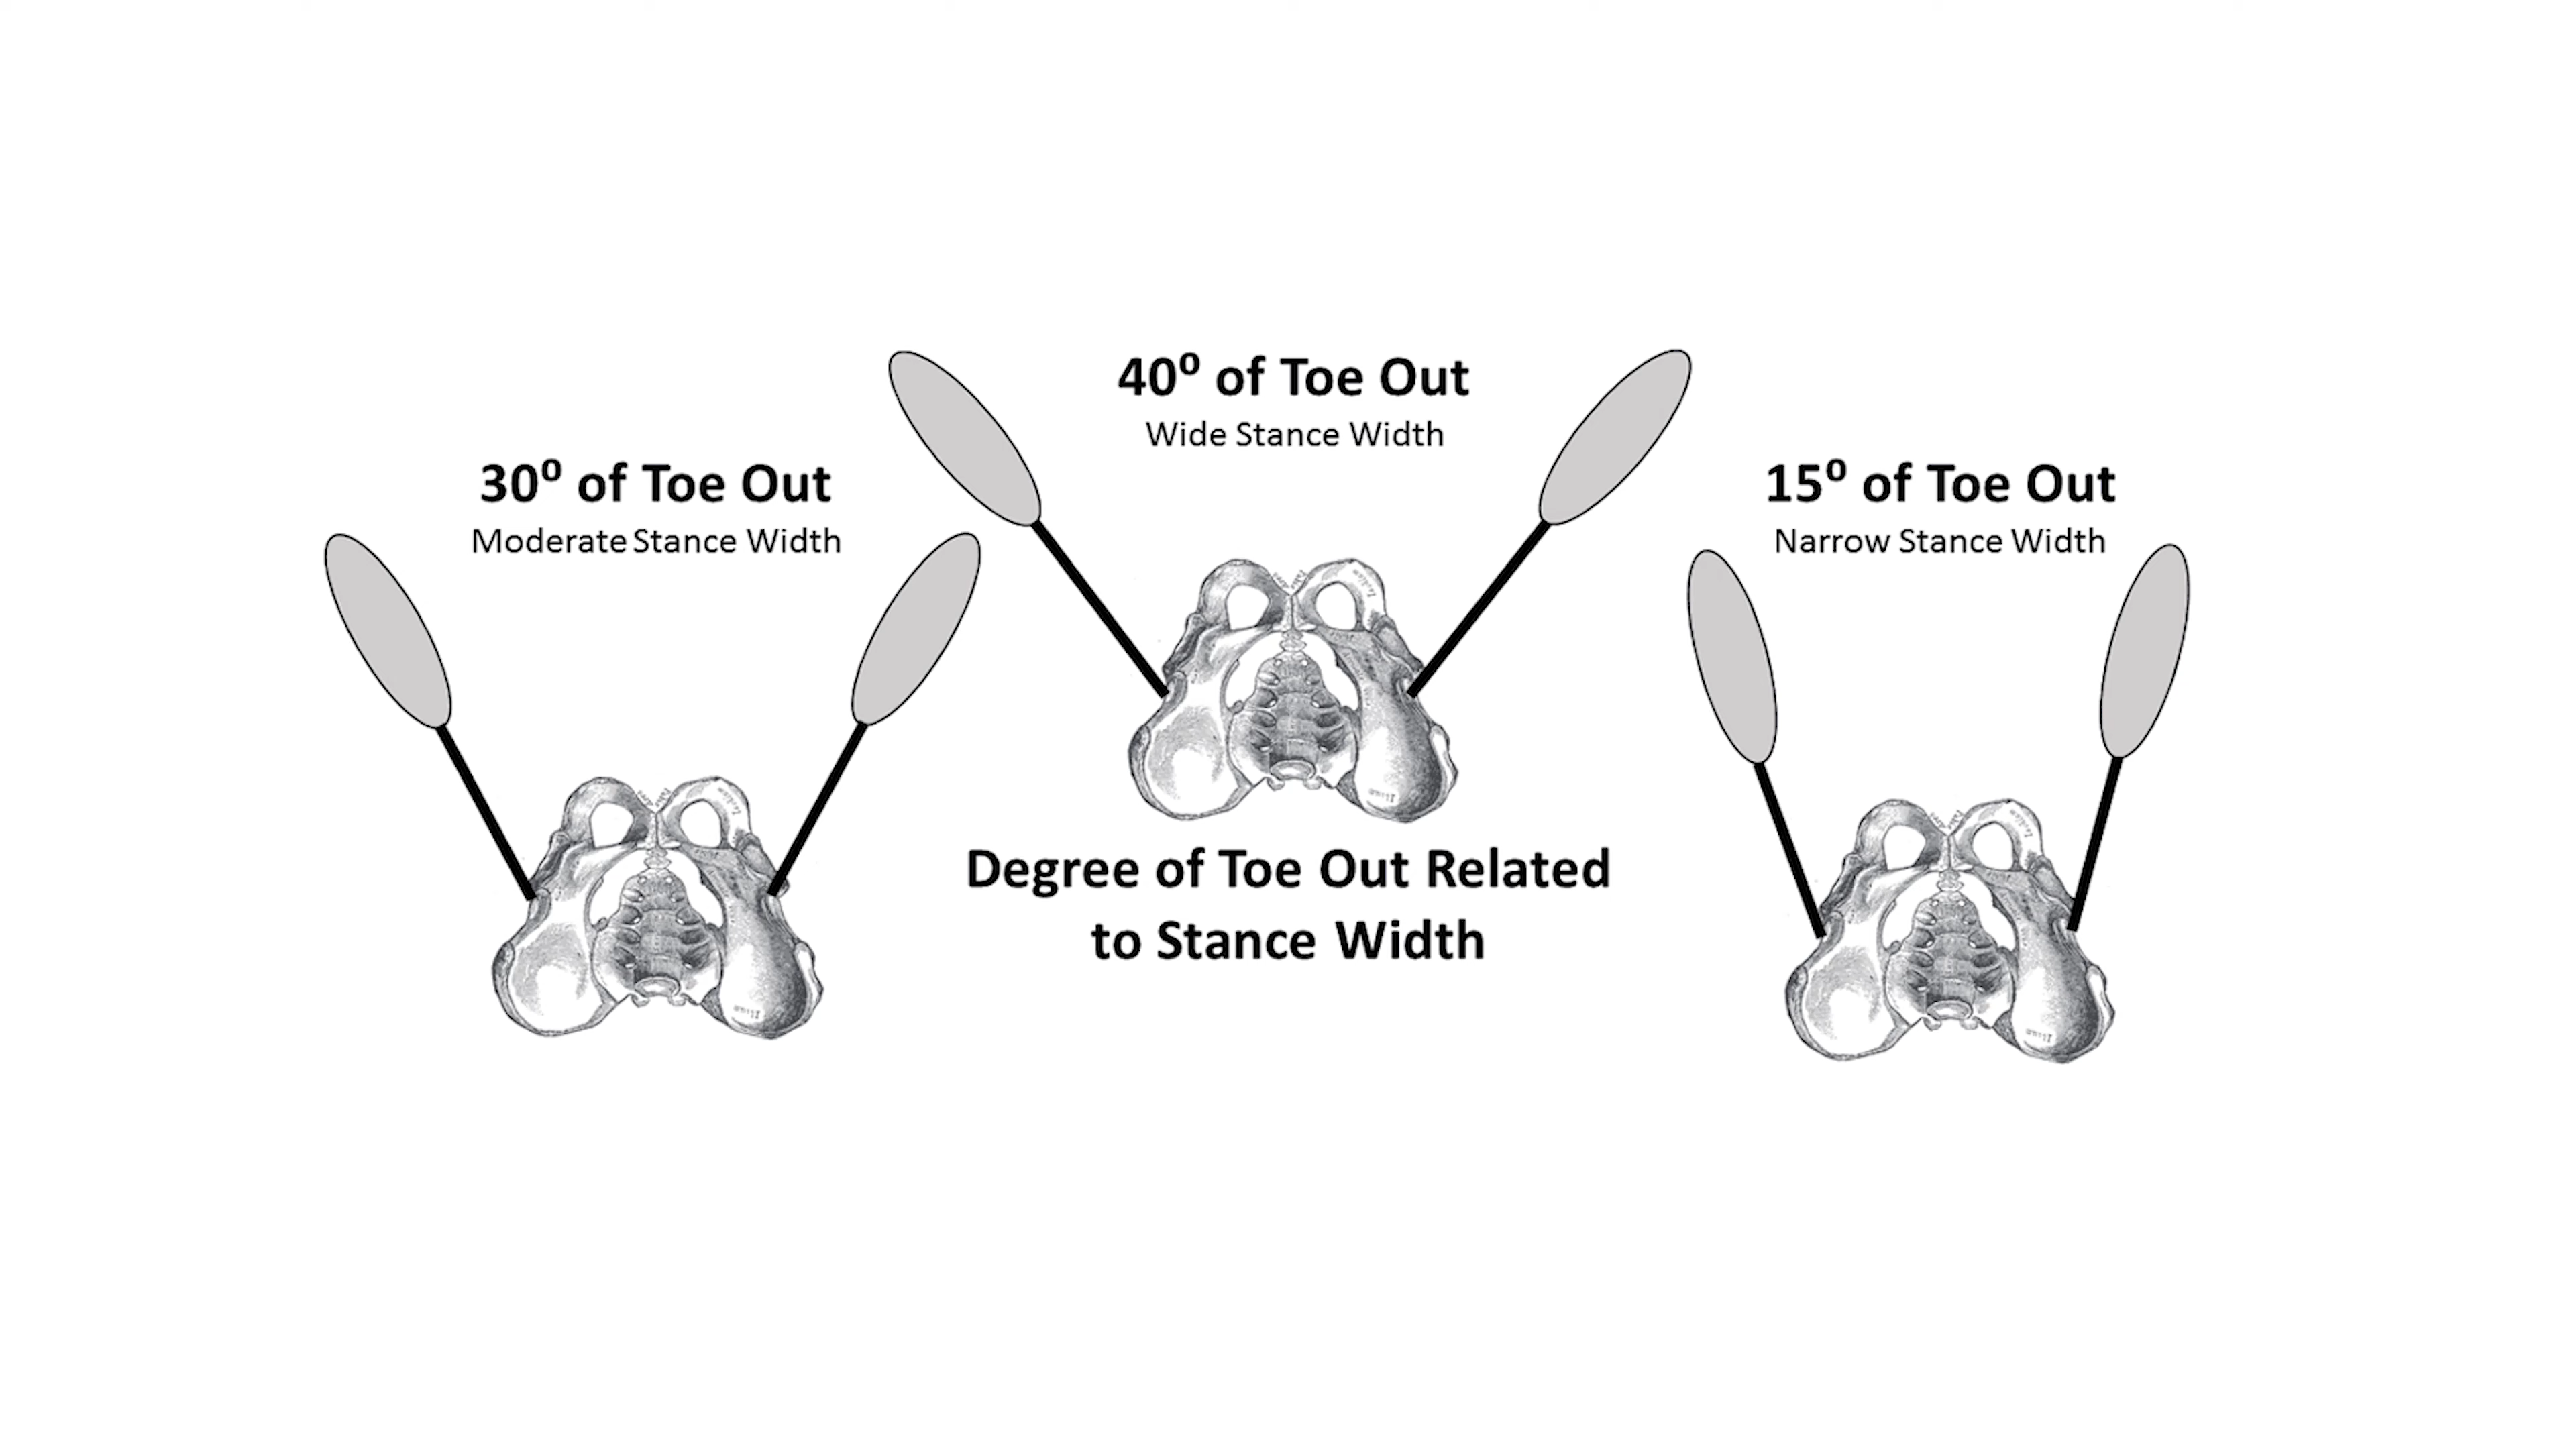 40⁰ of Toe Out
Wide Stance Width
30⁰ of Toe Out
Moderate Stance Width
15⁰ of Toe Out
Narrow Stance Width
Degree of Toe Out Related
to Stance Width